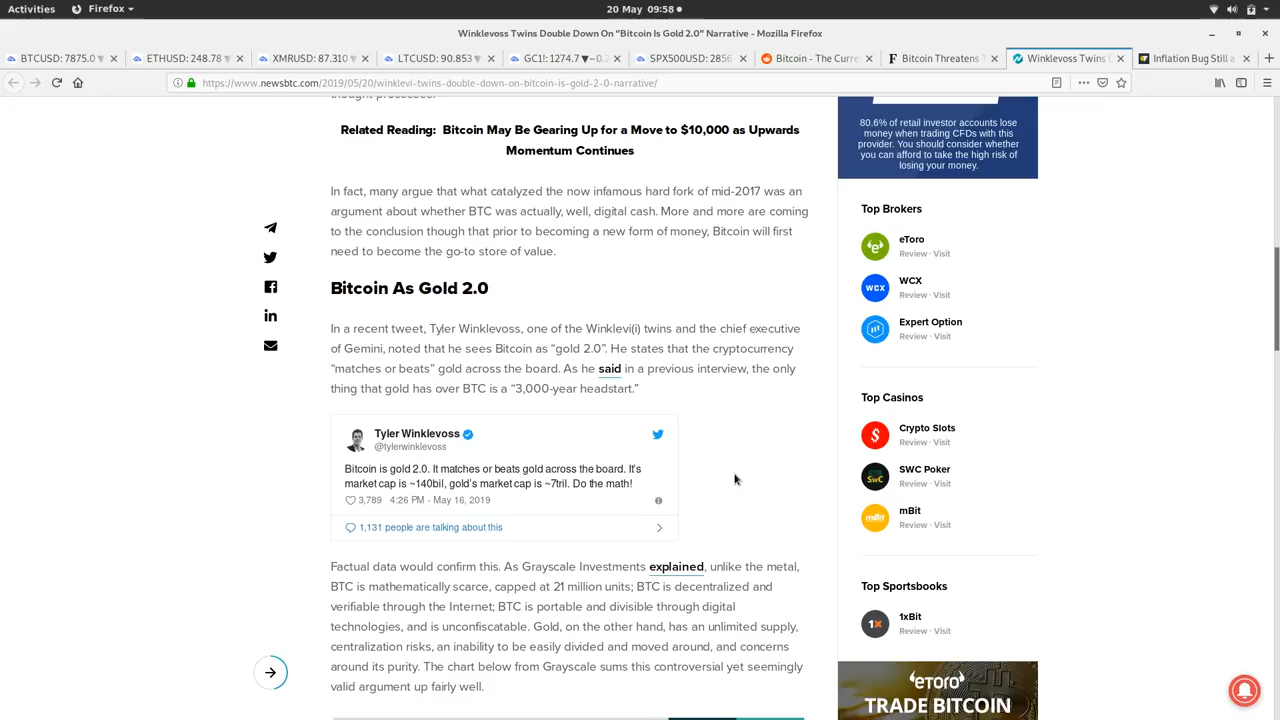 Activities
Firefox
20 May 09:58
Winklevoss Twins Double Down On “Bitcoin Is Gold 2.0” Narrative - Mozilla Firefox
BTCUSD: 7875.0 ▼
ETHUSD: 248.78 ▼
XMRUSD: 87.310
LTCUSD: 90.853 ▼
GC1!: 1274.7 ▼ −0.2
SPX500USD: 2856
Bitcoin - The Curre
Bitcoin Threatens T
Winklevoss Twins
Inflation Bug Still a
https://www.newsbtc.com/2019/05/20/winklevi-twins-double-down-on-bitcoin-is-gold-2-0-narrative/
thought processed.
Related Reading: Bitcoin May Be Gearing Up for a Move to $10,000 as Upwards
Momentum Continues
In fact, many argue that what catalyzed the now infamous hard fork of mid-2017 was an
argument about whether BTC was actually, well, digital cash. More and more are coming
to the conclusion though that prior to becoming a new form of money, Bitcoin will first
need to become the go-to store of value.
Bitcoin As Gold 2.0
In a recent tweet, Tyler Winklevoss, one of the Winklevi(i) twins and the chief executive
of Gemini, noted that he sees Bitcoin as “gold 2.0”. He states that the cryptocurrency
“matches or beats” gold across the board. As he said in a previous interview, the only
thing that gold has over BTC is a “3,000-year headstart.”
Tyler Winklevoss
@tylerwinklevoss
Bitcoin is gold 2.0. It matches or beats gold across the board. It's
market cap is ~140bil, gold's market cap is ~7tril. Do the math!
3,789 4:26 PM - May 16, 2019
1,131 people are talking about this
Factual data would confirm this. As Grayscale Investments explained, unlike the metal,
BTC is mathematically scarce, capped at 21 million units; BTC is decentralized and
verifiable through the Internet; BTC is portable and divisible through digital
technologies, and is unconfiscatable. Gold, on the other hand, has an unlimited supply,
centralization risks, an inability to be easily divided and moved around, and concerns
around its purity. The chart below from Grayscale sums this controversial yet seemingly
valid argument up fairly well.
80.6% of retail investor accounts lose
money when trading CFDs with this
provider. You should consider whether
you can afford to take the high risk of
losing your money.
Top Brokers
eToro
Review · Visit
WCX
WCX
Review · Visit
Expert Option
Review · Visit
Top Casinos
Crypto Slots
Review · Visit
SwC
SWC Poker
Review · Visit
mBit
mBit
Review · Visit
Top Sportsbooks
1x
1xBit
Review · Visit
eToro
TRADE BITCOIN